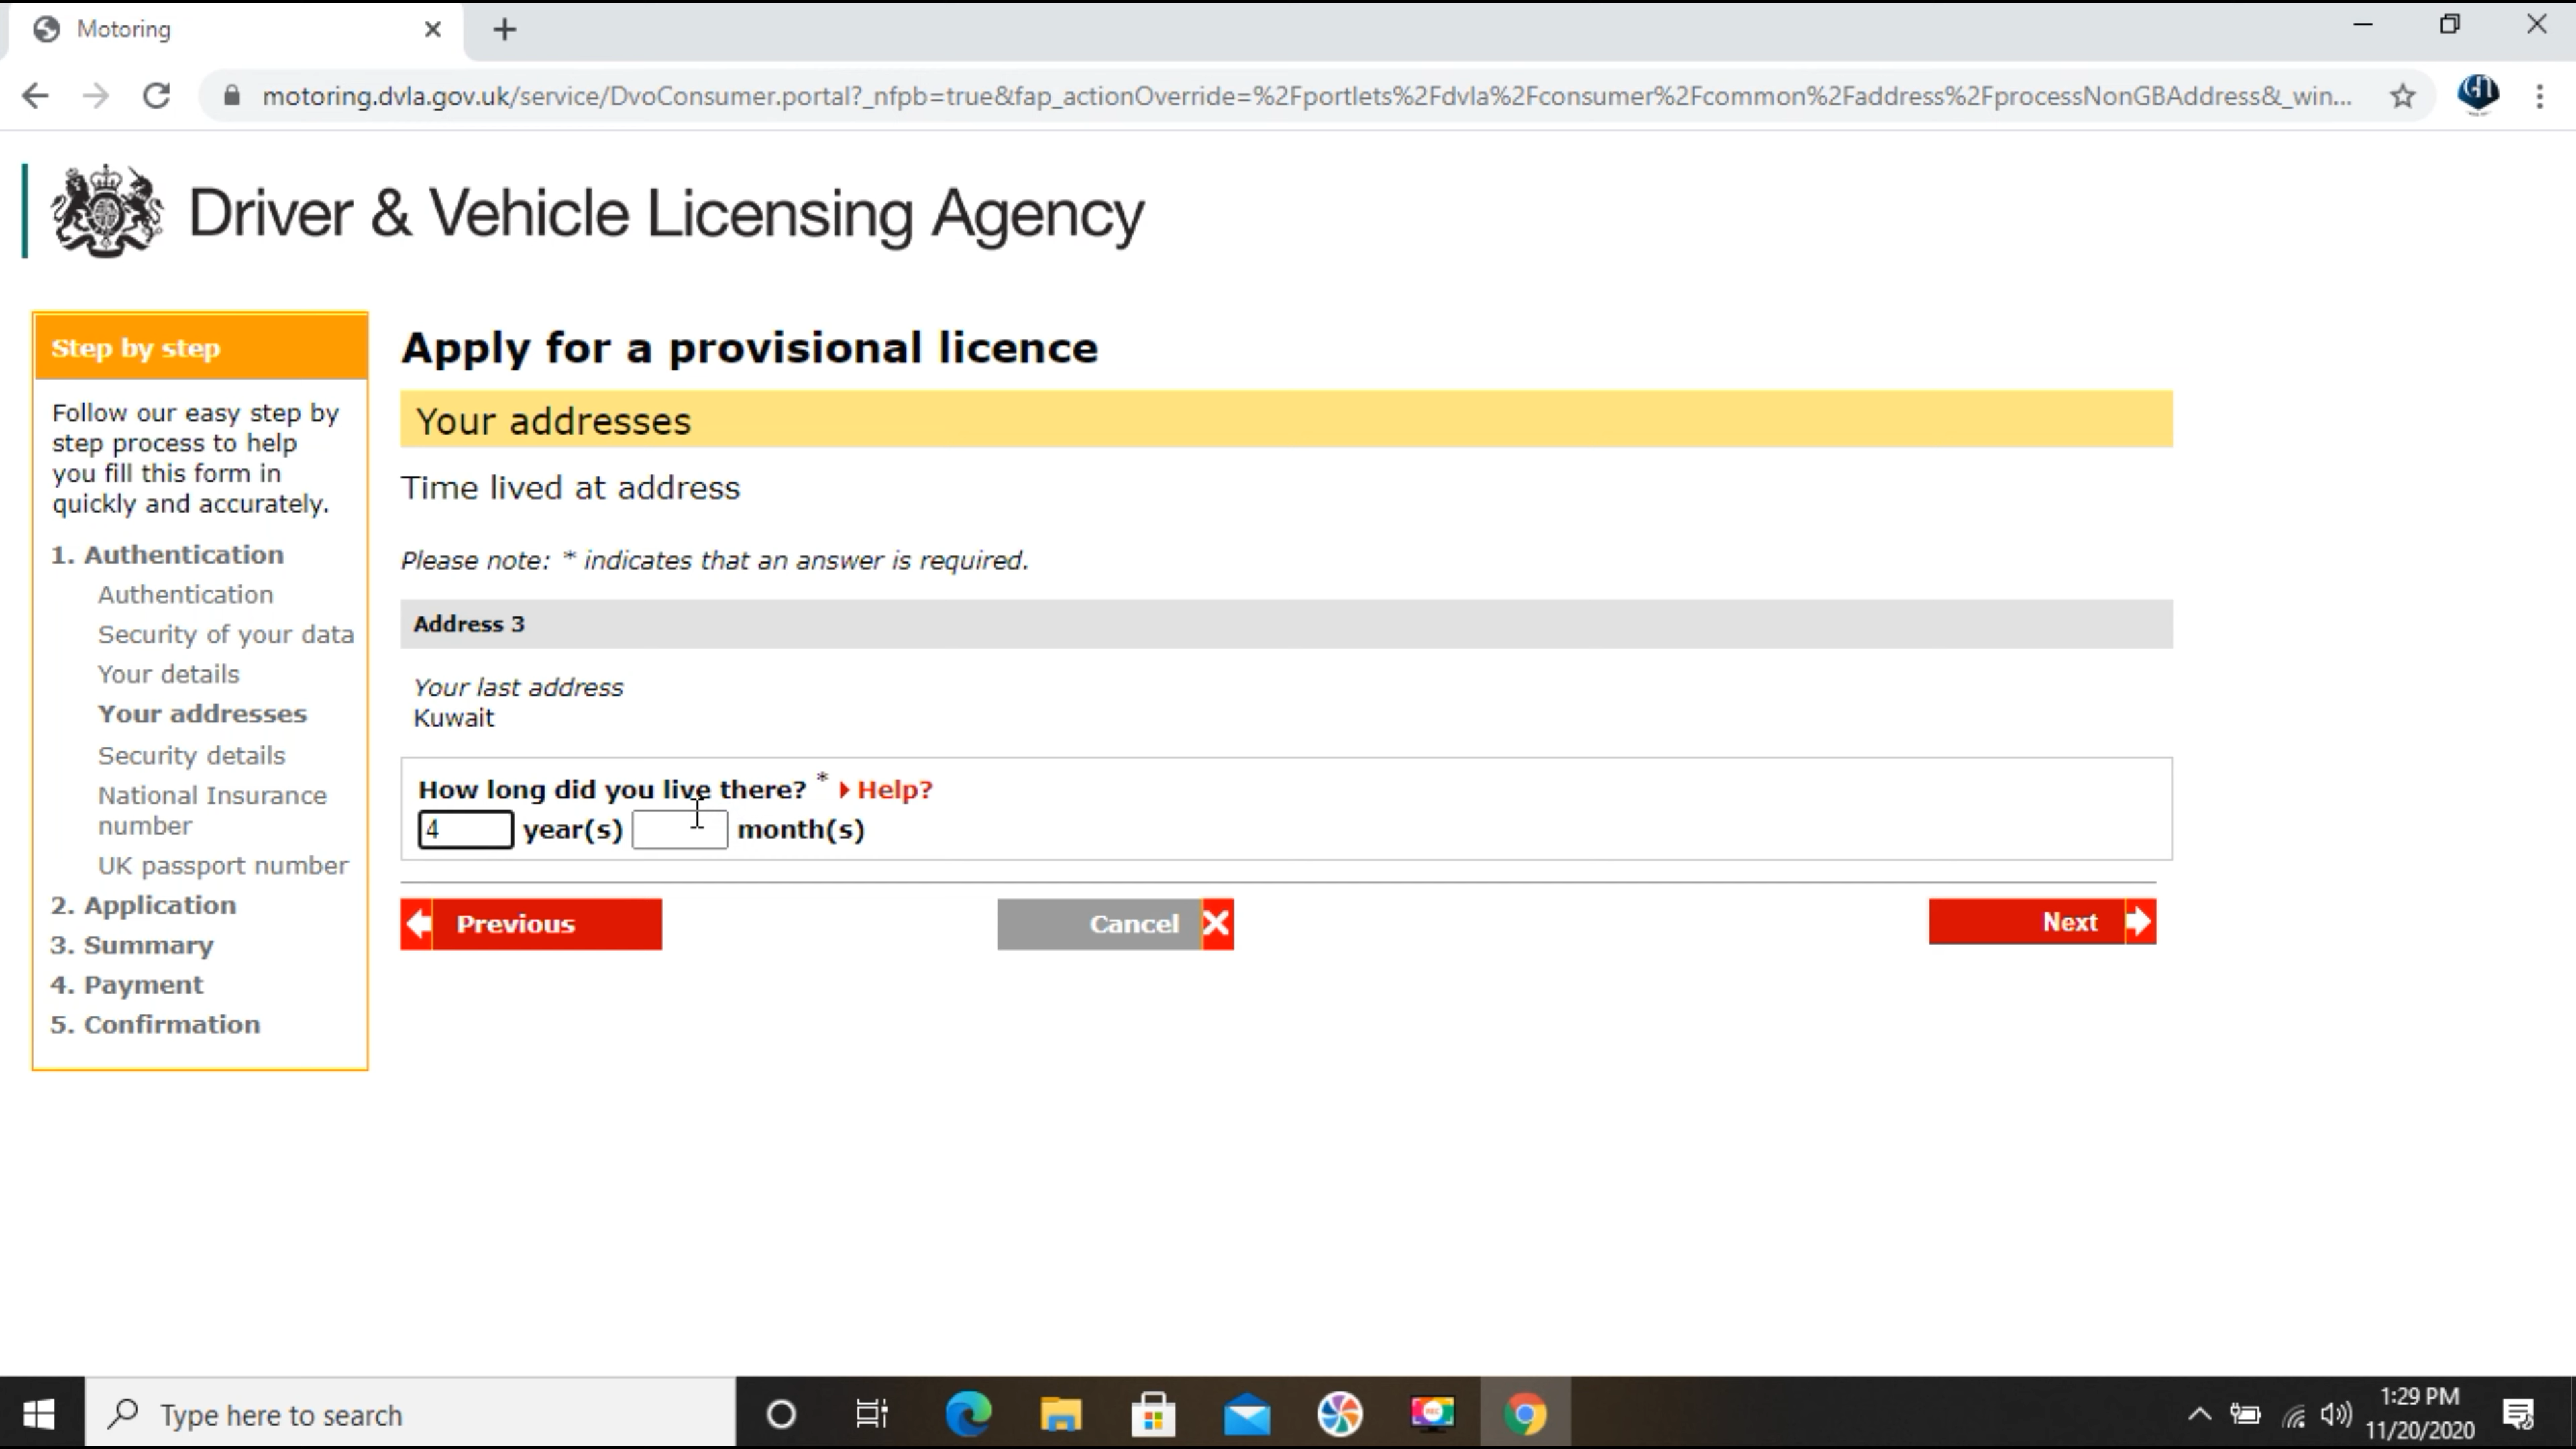 Motoring
motoring.dvla.gov.uk/service/DvoConsumer.portal?_nfpb=true&fap_actionOverride=%2Fportlets%2Fdvla%2Fconsumer%2Fcommon%2Faddress%2FprocessNonGBAddress&_win...
Driver & Vehicle Licensing Agency
Step by step
Follow our easy step by
step process to help
you fill this form in
quickly and accurately.
1. Authentication
Authentication
Security of your data
Your details
Your addresses
Security details
National Insurance
number
UK passport number
2. Application
3. Summary
4. Payment
5. Confirmation
Apply for a provisional licence
Your addresses
Time lived at address
Please note: * indicates that an answer is required.
Address 3
Your last address
Kuwait
How long did you live there? * Help?
4 year(s) month(s)
Previous
Cancel
Next
Type here to search
1:29 PM
11/20/2020